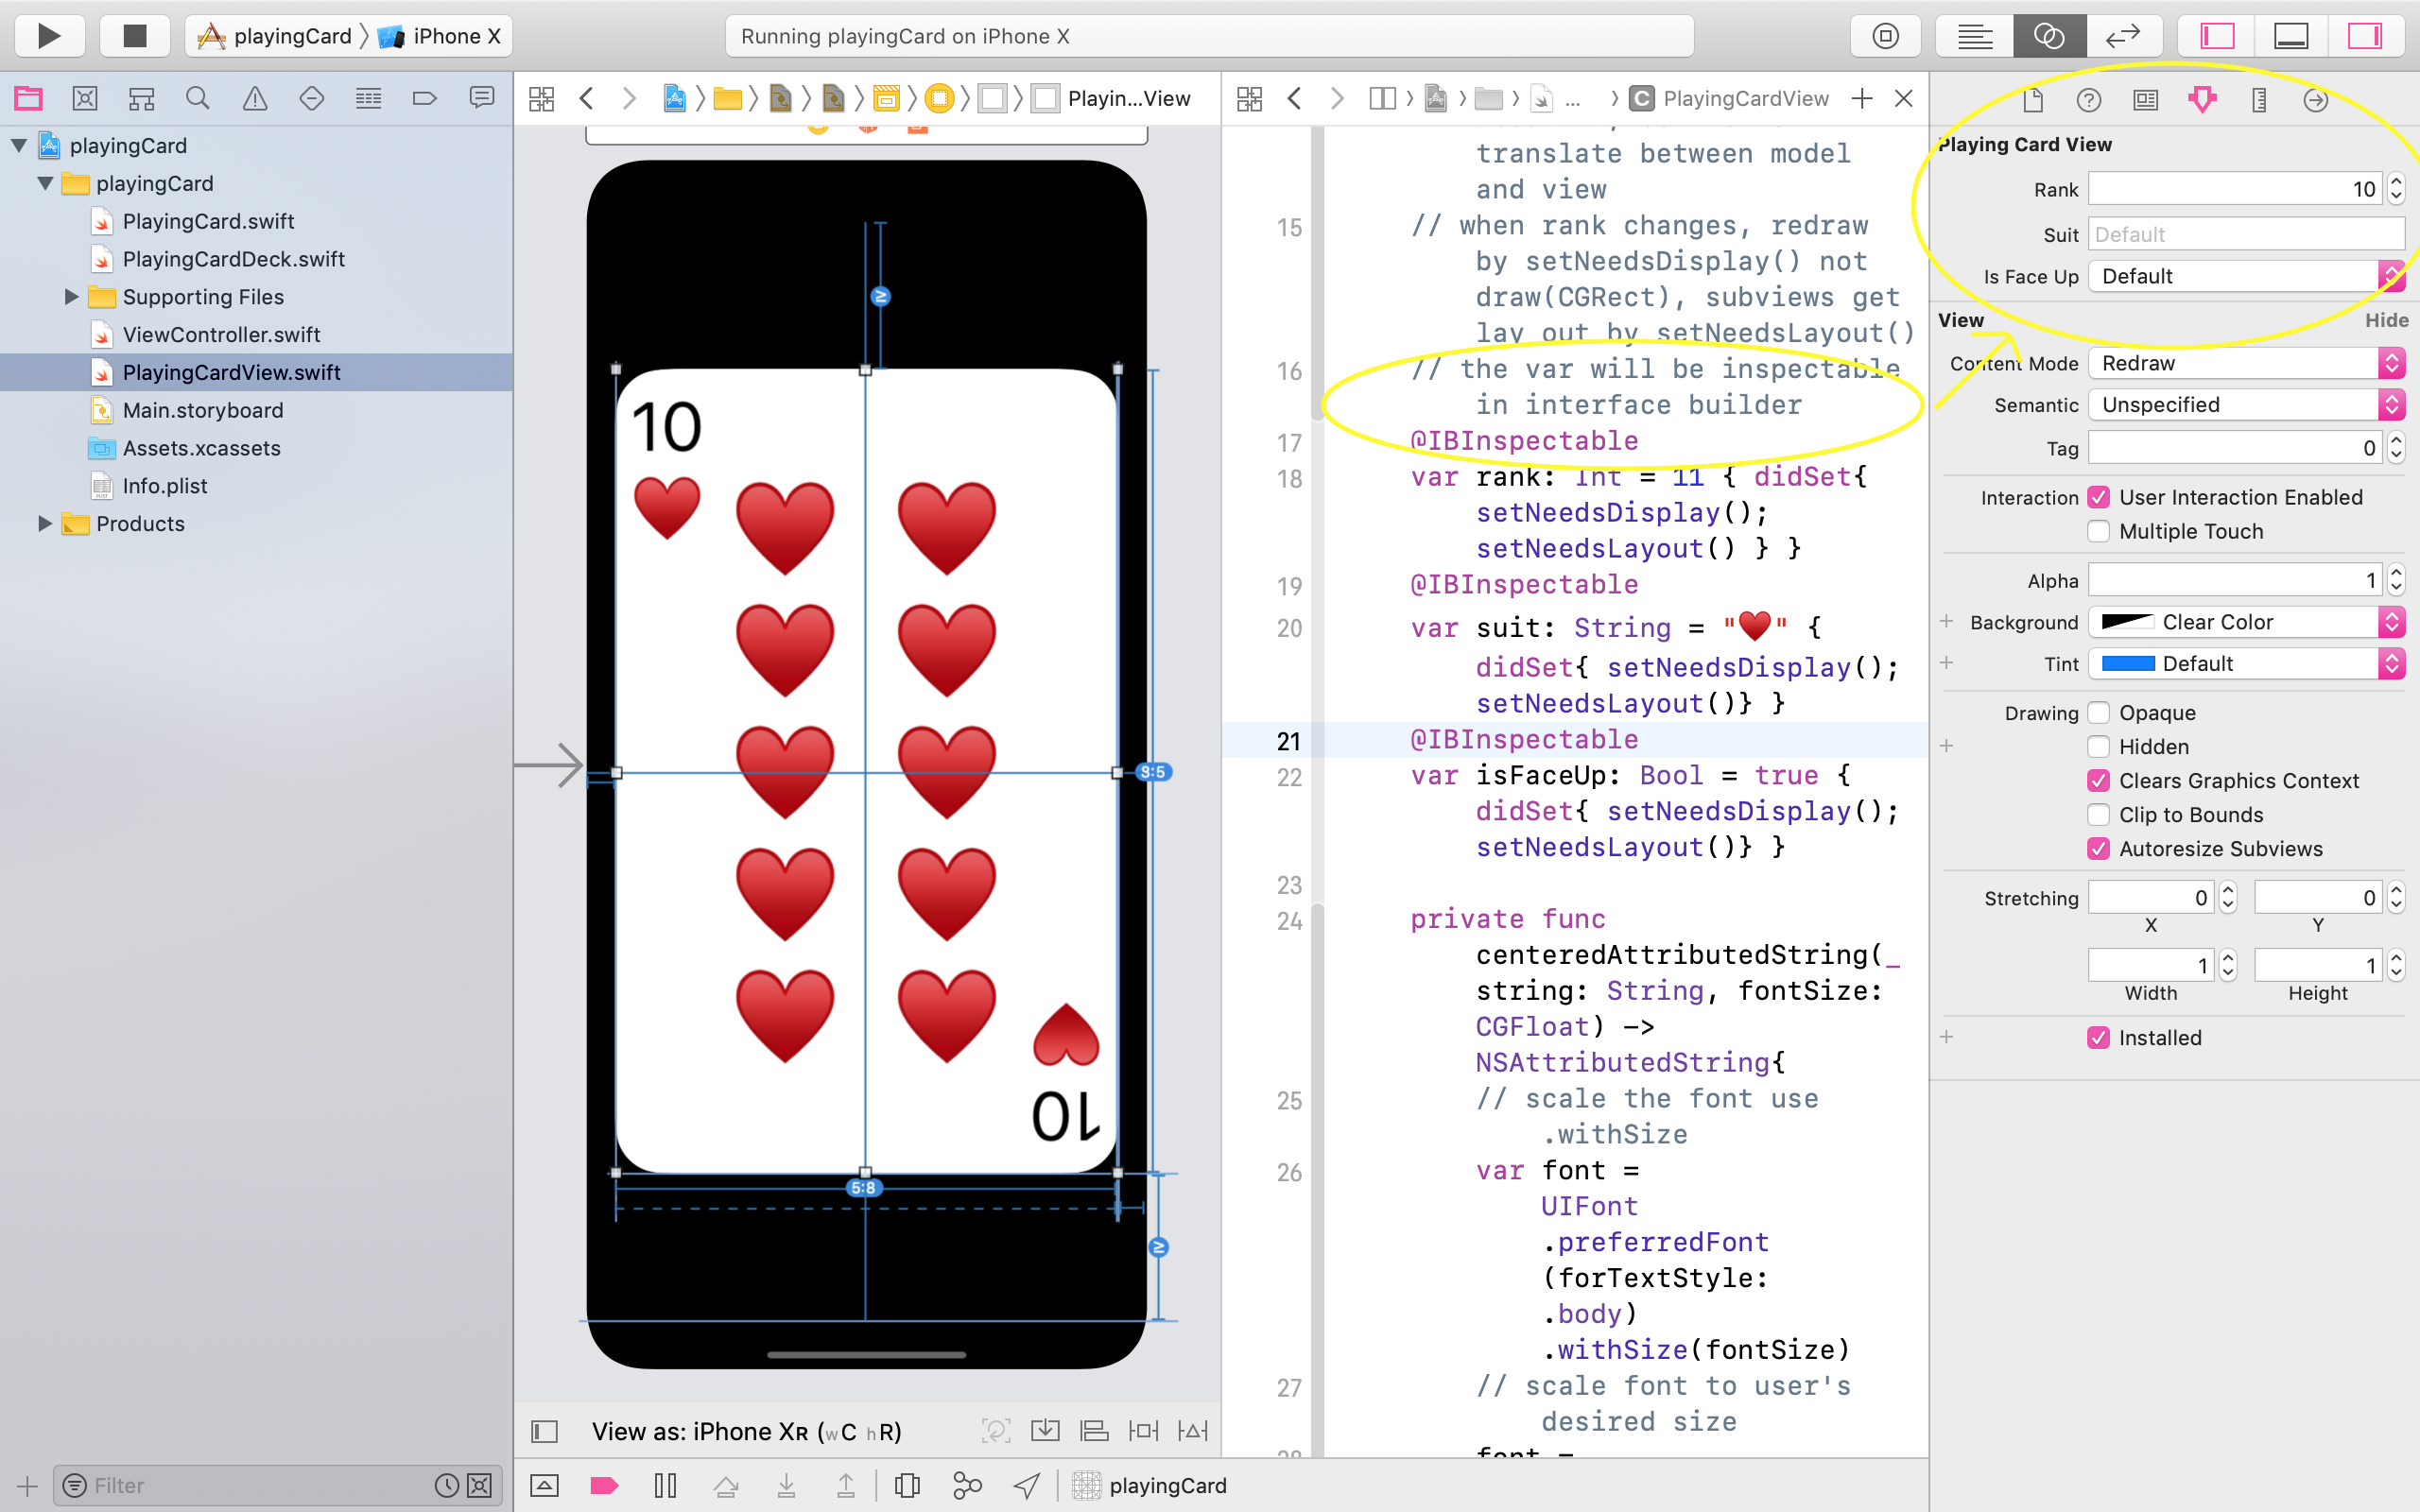 playingCard
iPhone X
Running playingCard on iPhone X
Playin...View
...
C
PlayingCardView
playingCard
playingCard
PlayingCard.swift
PlayingCardDeck.swift
Supporting Files
ViewController.swift
PlayingCardView.swift
Main.storyboard
Assets.xcassets
Info.plist
Products
Filter
10
10
≥
3:5
5:8
≥
View as: iPhone XR (wC hR)
playingCard
translate between model
and view
15 // when rank changes, redraw
by setNeedsDisplay() not
draw(CGRect), subviews get
lay out by setNeedsLayout()
16 // the var will be inspectable
in interface builder
17 @IBInspectable
18 var rank: Int = 11 { didSet{
setNeedsDisplay();
setNeedsLayout() } }
19 @IBInspectable
20 var suit: String = "♥️" {
didSet{ setNeedsDisplay();
setNeedsLayout()} }
21 @IBInspectable
22 var isFaceUp: Bool = true {
didSet{ setNeedsDisplay();
setNeedsLayout()} }
23
24 private func
centeredAttributedString(_
string: String, fontSize:
CGFloat) ->
NSAttributedString{
25 // scale the font use
.withSize
26 var font =
UIFont
.preferredFont
(forTextStyle:
.body)
.withSize(fontSize)
27 // scale font to user's
desired size
28 font =
Playing Card View
Rank 10
Suit Default
Is Face Up Default
View Hide
Content Mode Redraw
Semantic Unspecified
Tag 0
Interaction User Interaction Enabled
Multiple Touch
Alpha 1
Background Clear Color
Tint Default
Drawing Opaque
Hidden
Clears Graphics Context
Clip to Bounds
Autoresize Subviews
Stretching 0 0
X Y
1 1
Width Height
Installed